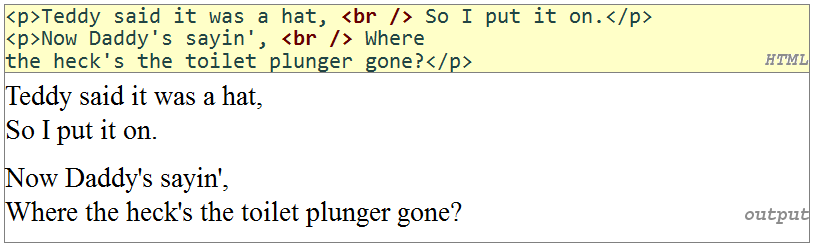 <p>Teddy said it was a hat, <br /> So I put it on.</p>
<p>Now Daddy's sayin', <br /> Where
the heck's the toilet plunger gone?</p>
HTML
Teddy said it was a hat,
So I put it on.
Now Daddy's sayin',
Where the heck's the toilet plunger gone?
output